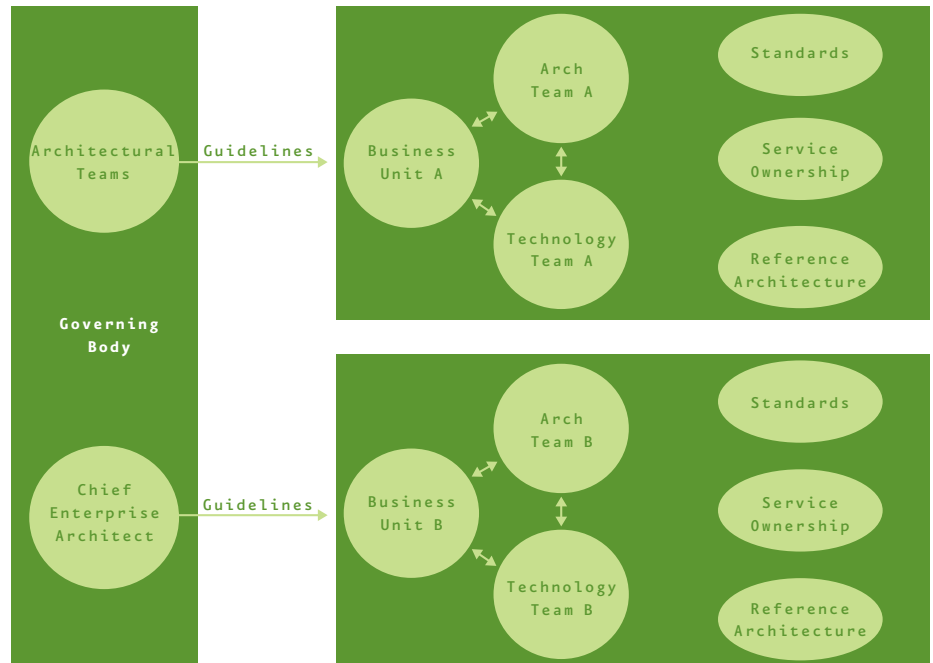 Architectural
Teams
Guidelines
Governing
Body
Chief
Enterprise
Architect
Guidelines
Business
Unit A
Arch
Team A
Technology
Team A
Standards
Service
Ownership
Reference
Architecture
Business
Unit B
Arch
Team B
Technology
Team B
Standards
Service
Ownership
Reference
Architecture